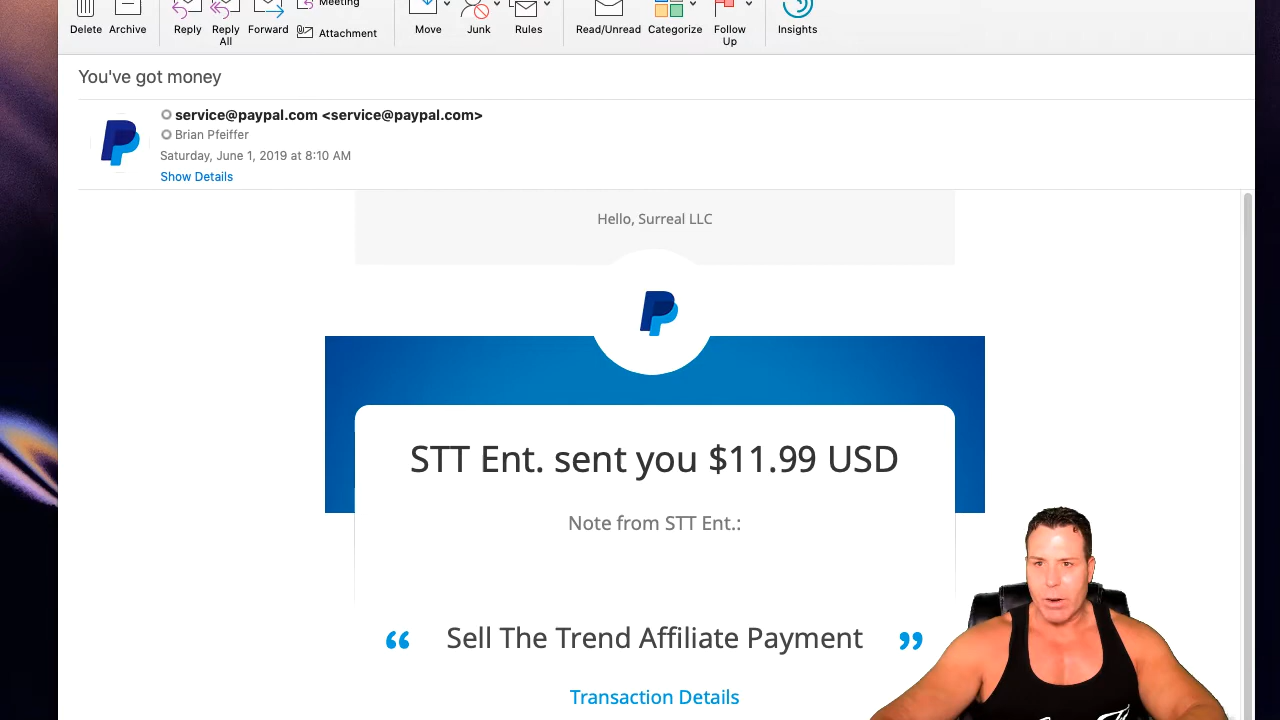 Meeting
Delete Archive Reply Reply All Forward Attachment Move Junk Rules Read/Unread Categorize Follow Up Insights
You've got money
service@paypal.com <service@paypal.com>
Brian Pfeiffer
Saturday, June 1, 2019 at 8:10 AM
Show Details
Hello, Surreal LLC
STT Ent. sent you $11.99 USD
Note from STT Ent.:
“ Sell The Trend Affiliate Payment ”
Transaction Details